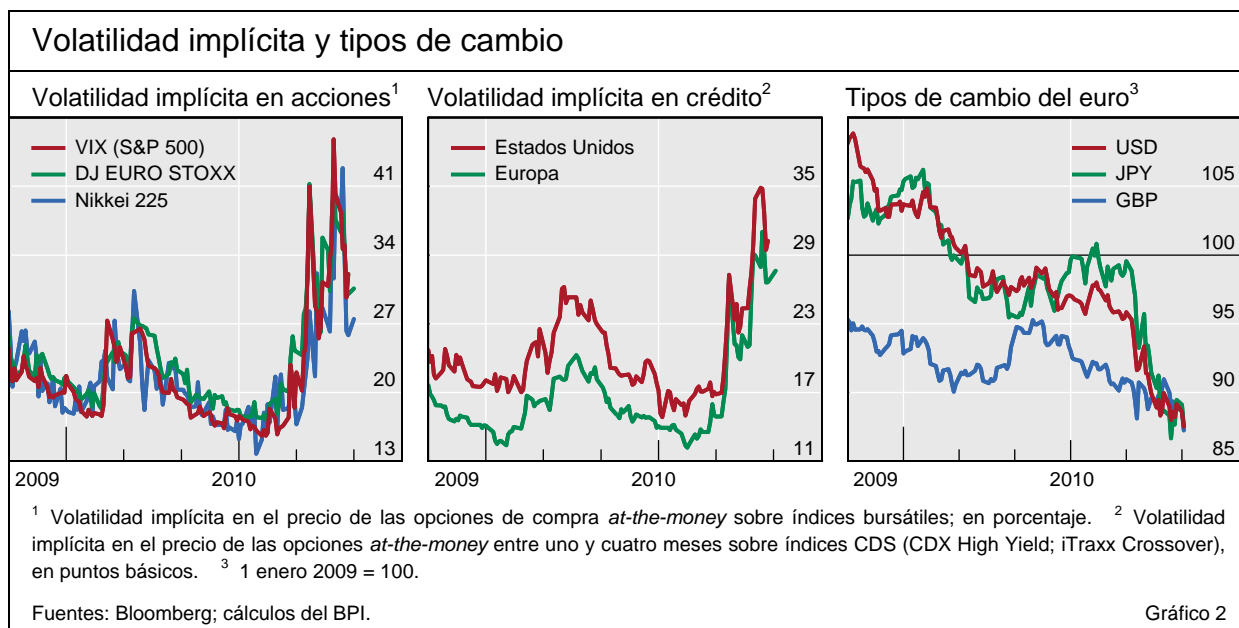 Volatilidad implícita y tipos de cambio
Volatilidad implícita en acciones1
VIX (S&P 500)
DJ EURO STOXX
Nikkei 225
41
34
27
20
13
2009 2010
Volatilidad implícita en crédito2
Estados Unidos
Europa
35
29
23
17
11
2009 2010
Tipos de cambio del euro3
USD
JPY
GBP
105
100
95
90
85
2009 2010
1 Volatilidad implícita en el precio de las opciones de compra at-the-money sobre índices bursátiles; en porcentaje. 2 Volatilidad
implícita en el precio de las opciones at-the-money entre uno y cuatro meses sobre índices CDS (CDX High Yield; iTraxx Crossover),
en puntos básicos. 3 1 enero 2009 = 100.
Fuentes: Bloomberg; cálculos del BPI. Gráfico 2